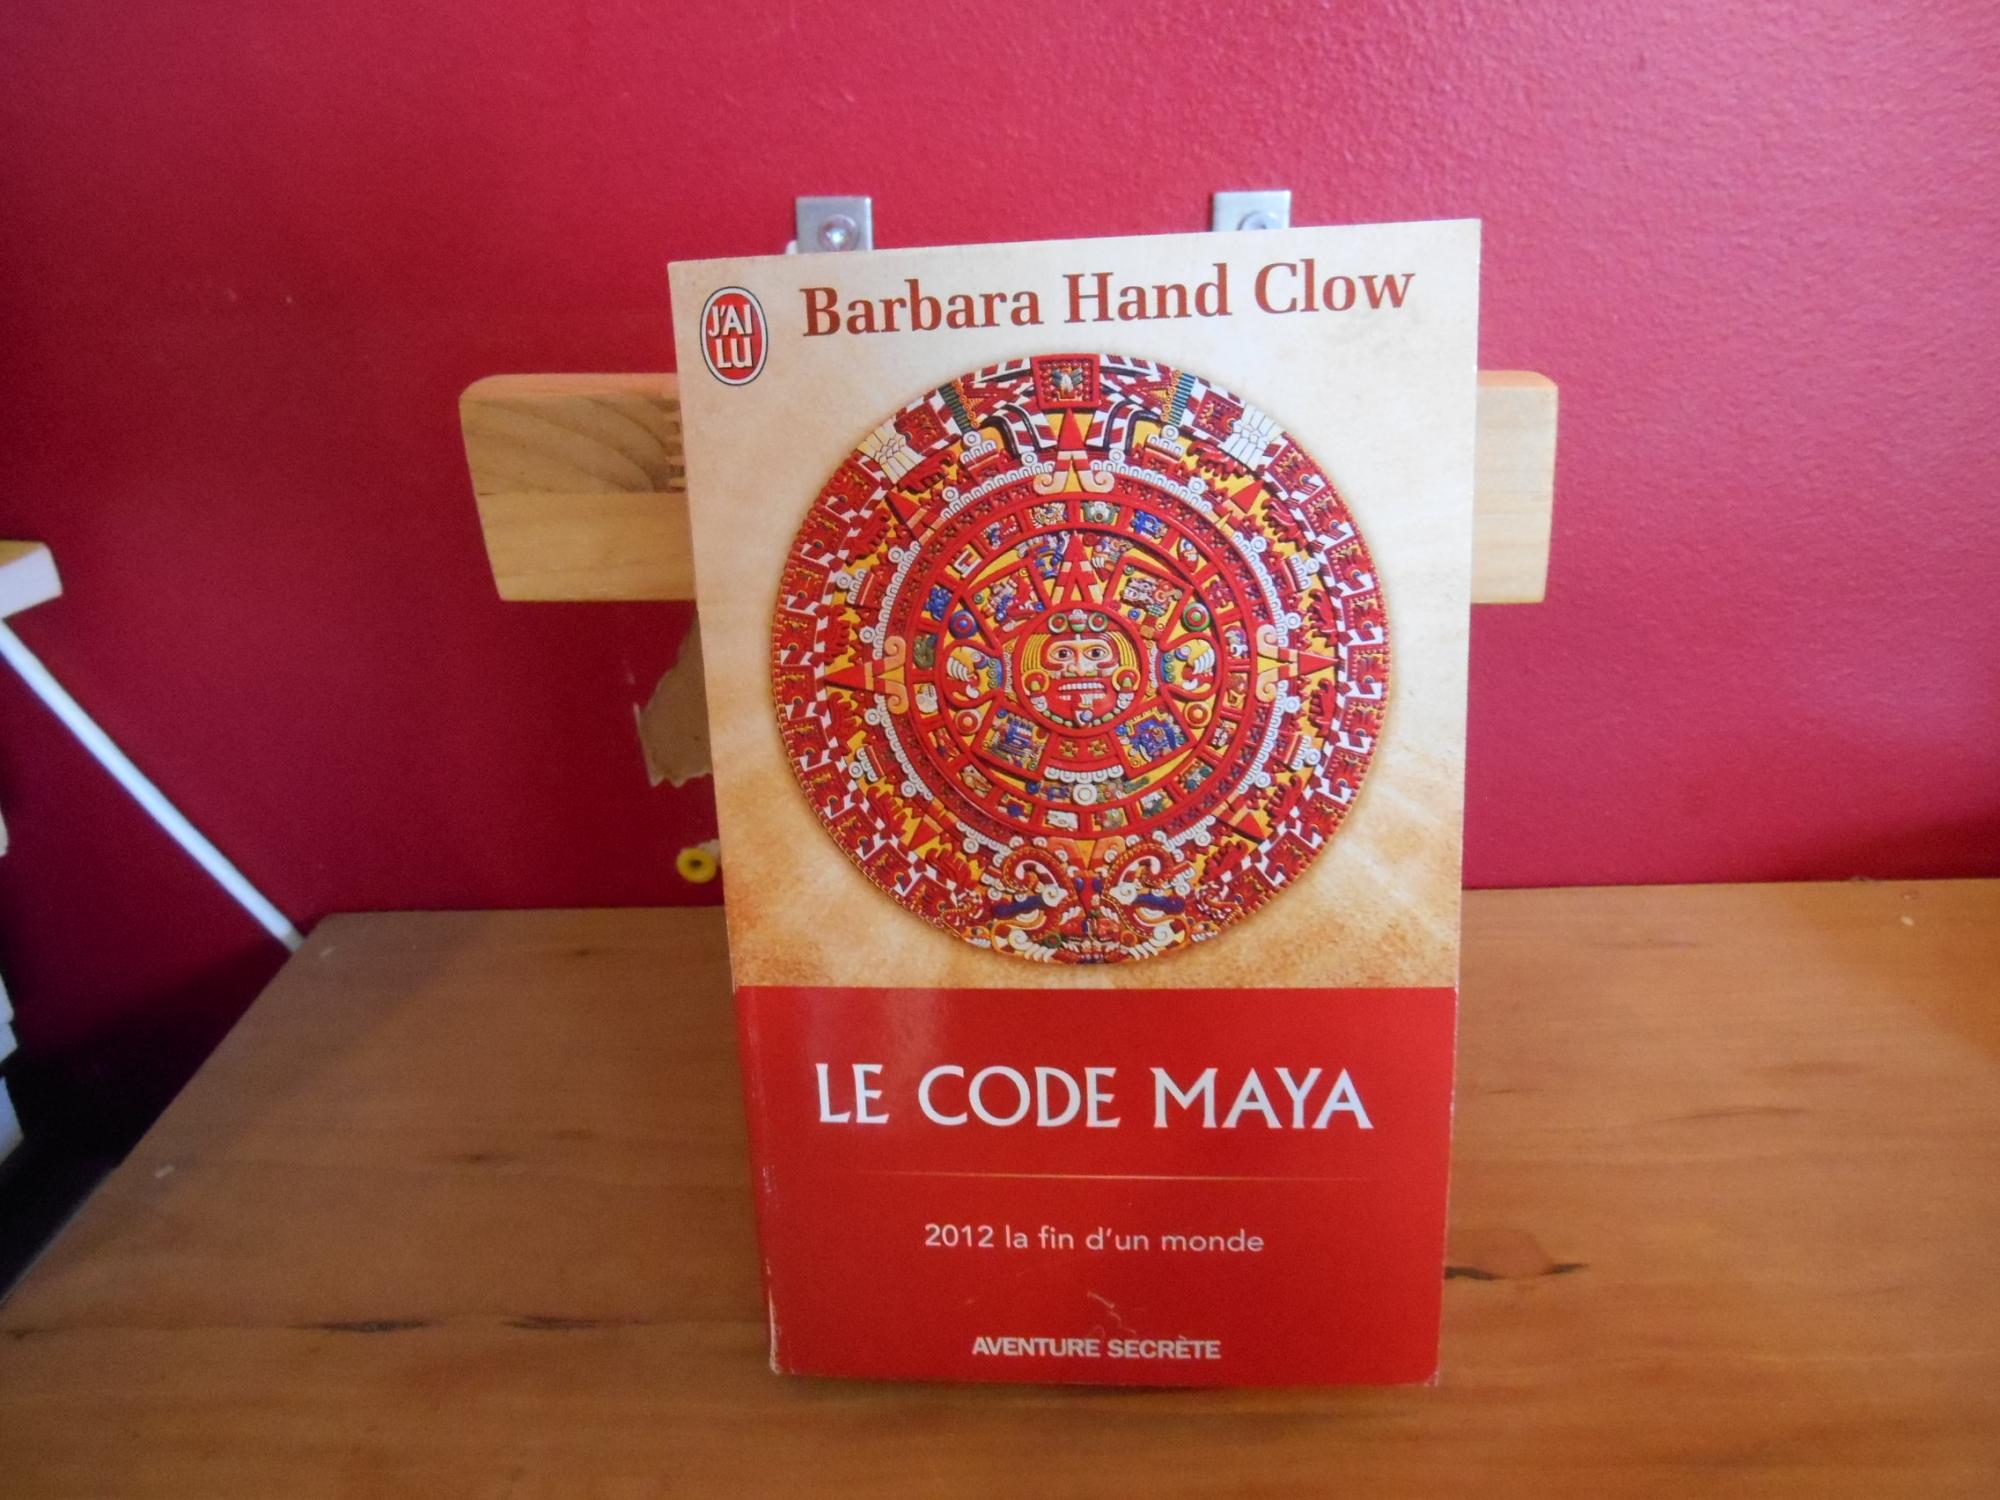 J'AI
LU
Barbara Hand Clow
LE CODE MAYA
2012 la fin d'un monde
AVENTURE SECRÈTE